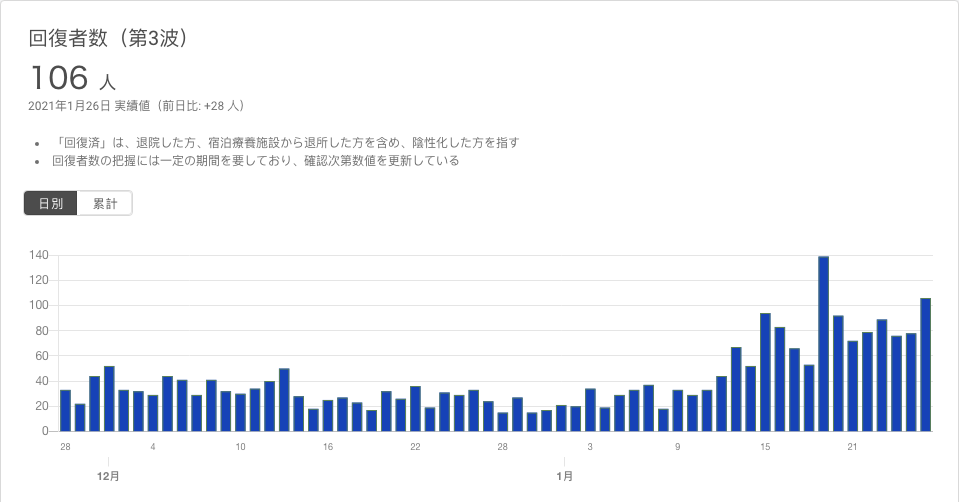 回復者数（第3波）
106 人
2021年1月26日 実績値（前日比: +28 人）
• 「回復済」は、退院した方、宿泊療養施設から退所した方を含め、陰性化した方を指す
• 回復者数の把握には一定の期間を要しており、確認次第数値を更新している
日別 累計
140
120
100
80
60
40
20
0
28 4 10 16 22 28 3 9 15 21
12月 1月